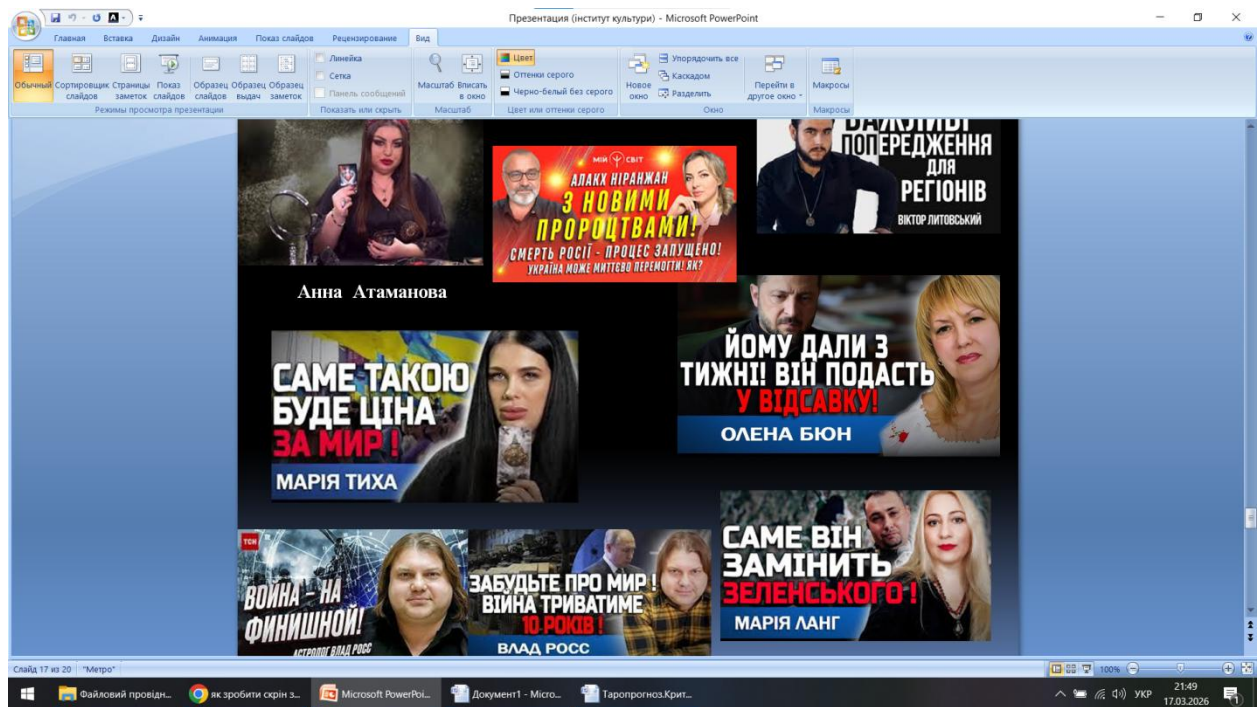 Презентация (інститут культури) - Microsoft PowerPoint
Главная Вставка Дизайн Анимация Показ слайдов Рецензирование Вид
Обычный Сортировщик слайдов Страницы заметок Показ слайдов Образец слайдов Образец выдач Образец заметок
Режимы просмотра презентации
Линейка
Сетка
Панель сообщений
Показать или скрыть
Масштаб Вписать в окно
Масштаб
Цвет
Оттенки серого
Черно-белый без серого
Цвет или оттенки серого
Новое окно
Упорядочить все
Каскадом
Разделить
Перейти в другое окно
Окно
Макросы
Макросы
ВАЖЛИВІ
ПОПЕРЕДЖЕННЯ
ДЛЯ
РЕГІОНІВ
ВІКТОР ЛИТОВСЬКИЙ
МІЙ СВІТ
АЛАКХ НІРАНЖАН
З НОВИМИ
ПРОРОЦТВАМИ!
СМЕРТЬ РОСІЇ - ПРОЦЕС ЗАПУЩЕНО!
УКРАЇНА МОЖЕ МИТТЄВО ПЕРЕМОГТИ! ЯК?
Анна Атаманова
ЙОМУ ДАЛИ 3
ТИЖНІ! ВІН ПОДАСТЬ
У ВІДСАВКУ!
ОЛЕНА БЮН
САМЕ ТАКОЮ
БУДЕ ЦІНА
ЗА МИР !
МАРІЯ ТИХА
САМЕ ВІН
ЗАМІНИТЬ
ЗЕЛЕНСЬКОГО !
МАРІЯ ЛАНГ
ТСН
ВОЙНА - НА
ФИНИШНОЙ!
АСТРОЛОГ ВЛАД РОСС
ЗАБУДЬТЕ ПРО МИР !
ВІЙНА ТРИВАТИМЕ
10 РОКІВ !
ВЛАД РОСС
Слайд 17 из 20 "Метро" 100%
Файловий провідн... як зробити скрін з... Microsoft PowerPoi... Документ1 - Micro... Таропрогноз.Крит... УКР 21:49
17.03.2026